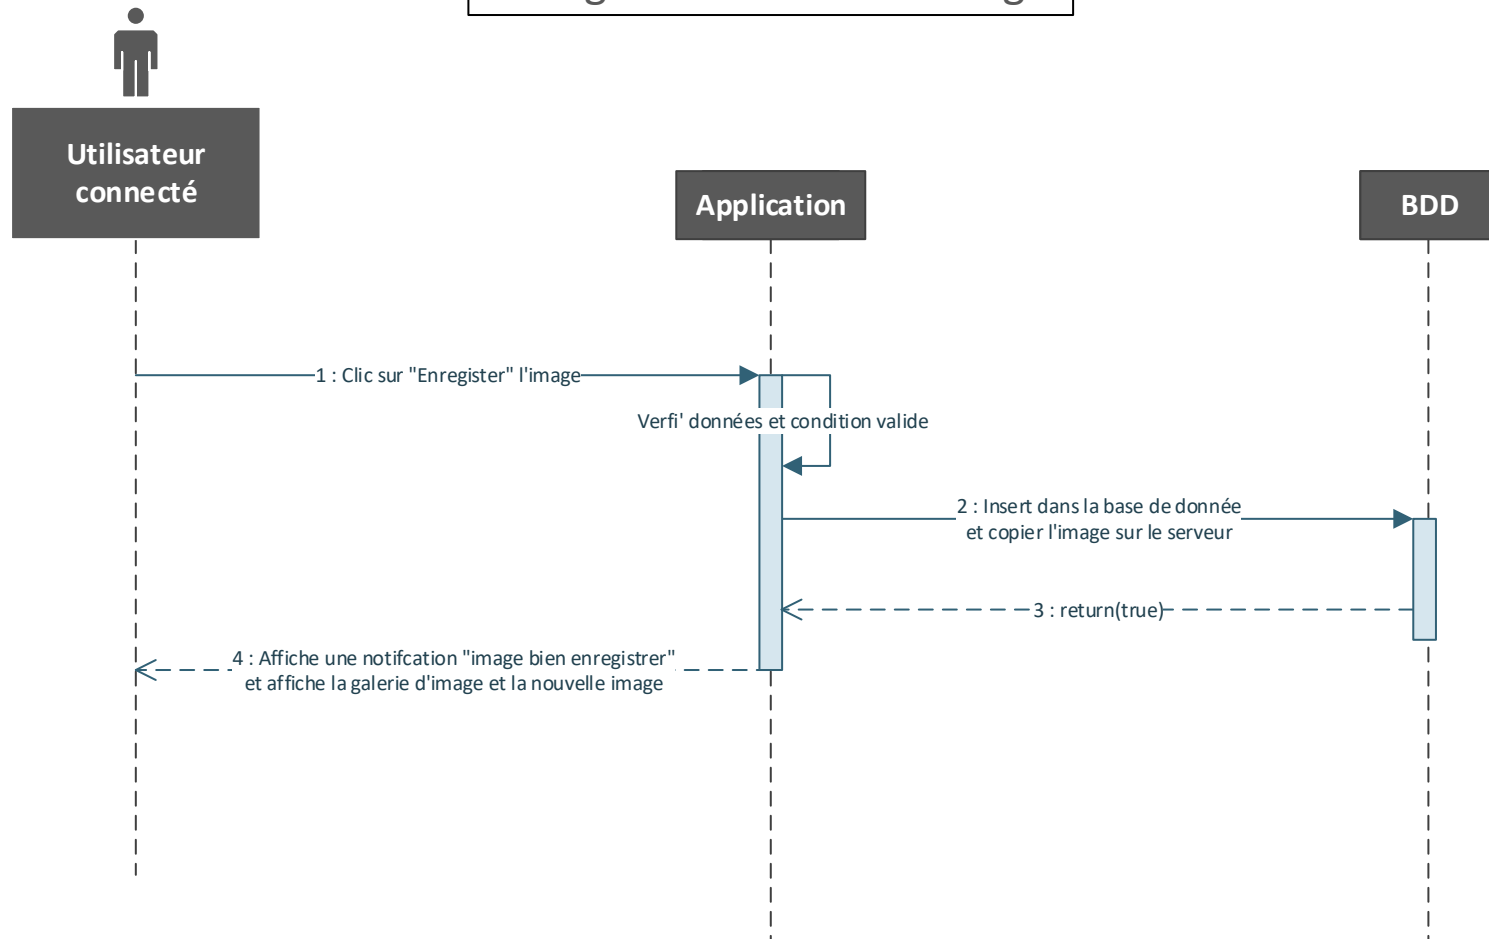 Utilisateur
connecté
Application
BDD
1 : Clic sur "Enregister" l'image
Verfi' données et condition valide
2 : Insert dans la base de donnée
et copier l'image sur le serveur
3 : return(true)
4 : Affiche une notifcation "image bien enregistrer"
et affiche la galerie d'image et la nouvelle image